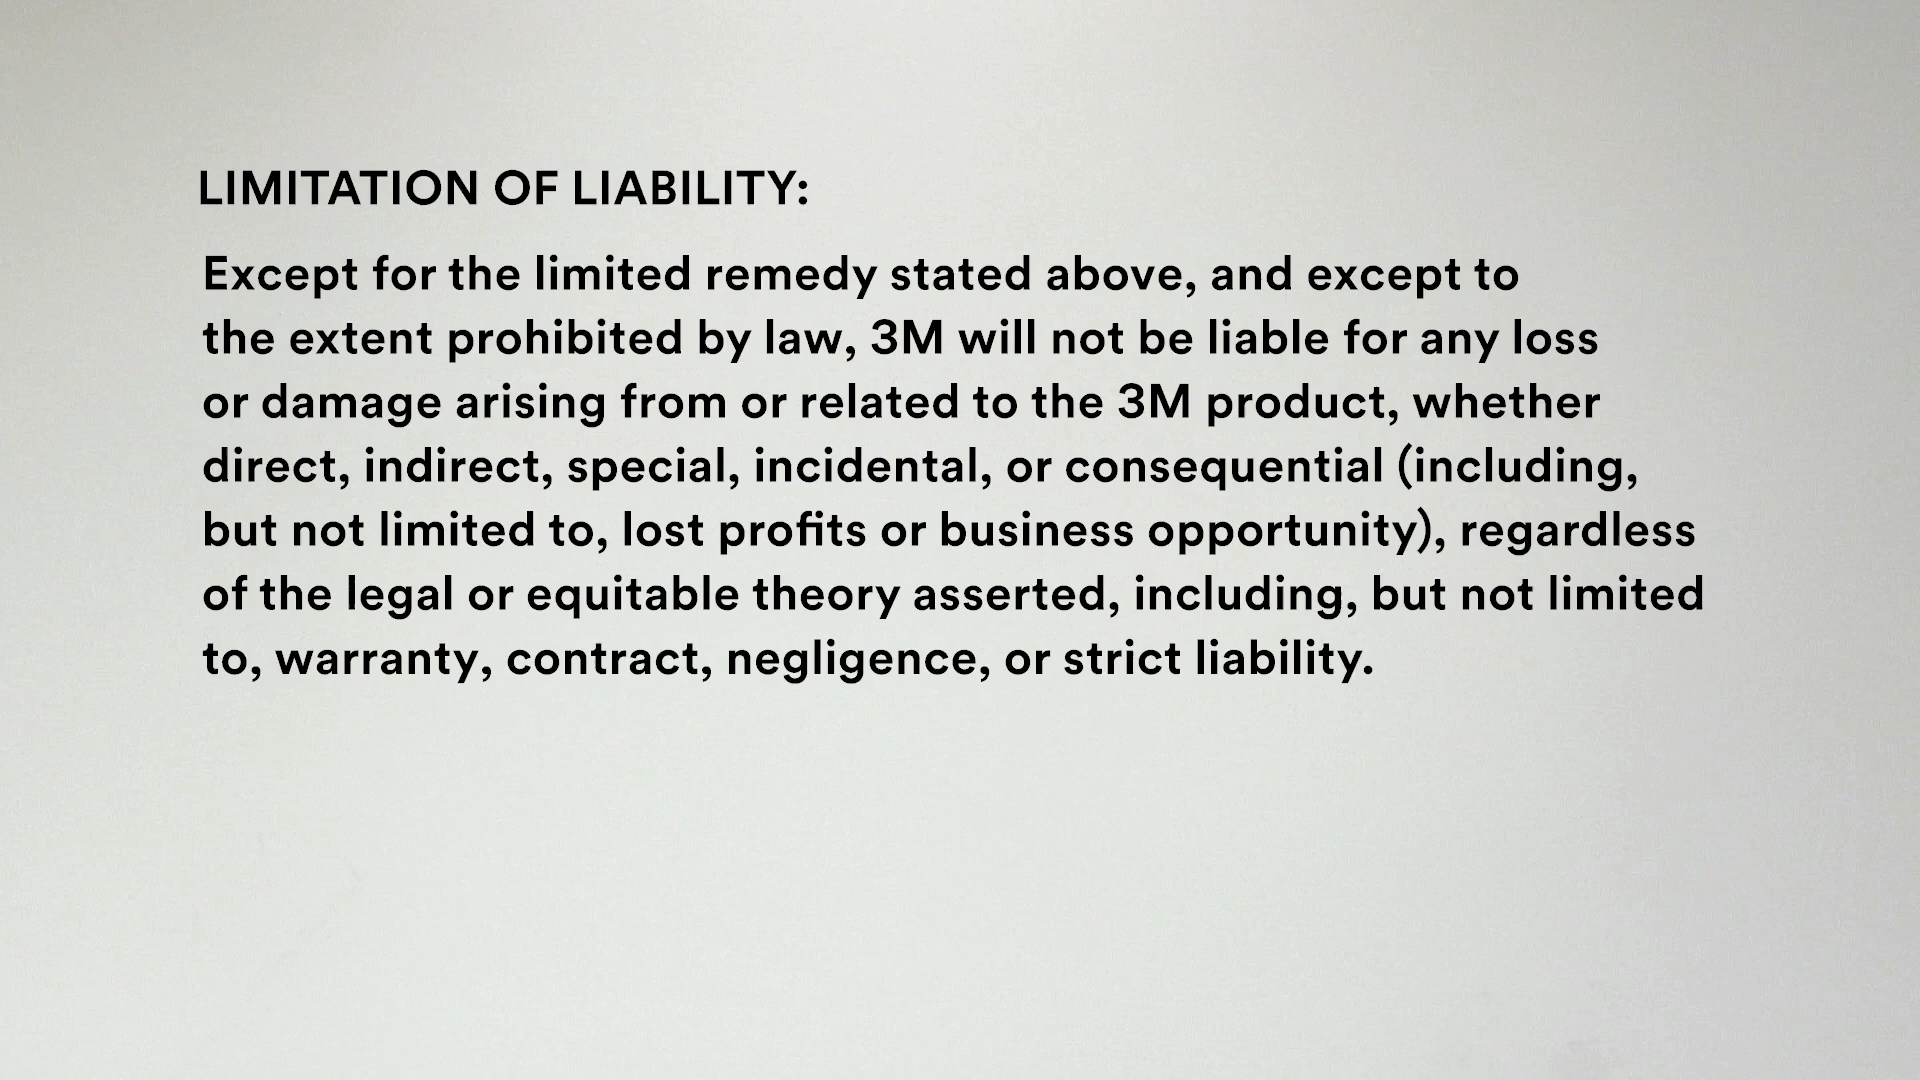 LIMITATION OF LIABILITY:
Except for the limited remedy stated above, and except to
the extent prohibited by law, 3M will not be liable for any loss
or damage arising from or related to the 3M product, whether
direct, indirect, special, incidental, or consequential (including,
but not limited to, lost profits or business opportunity), regardless
of the legal or equitable theory asserted, including, but not limited
to, warranty, contract, negligence, or strict liability.